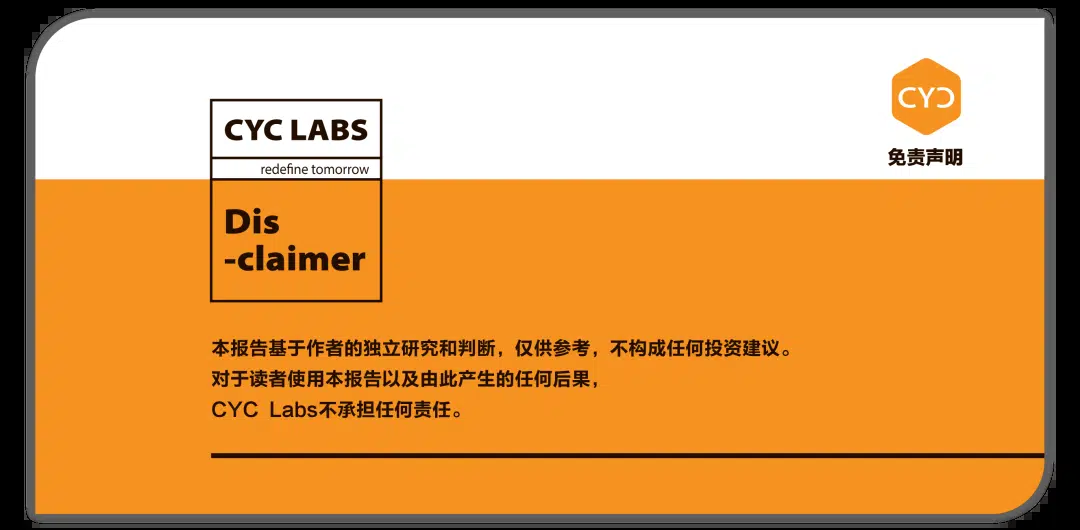 CYC LABS
redefine tomorrow
Dis
-claimer
CYC
免责声明
本报告基于作者的独立研究和判断，仅供参考，不构成任何投资建议。
对于读者使用本报告以及由此产生的任何后果，
CYC Labs不承担任何责任。